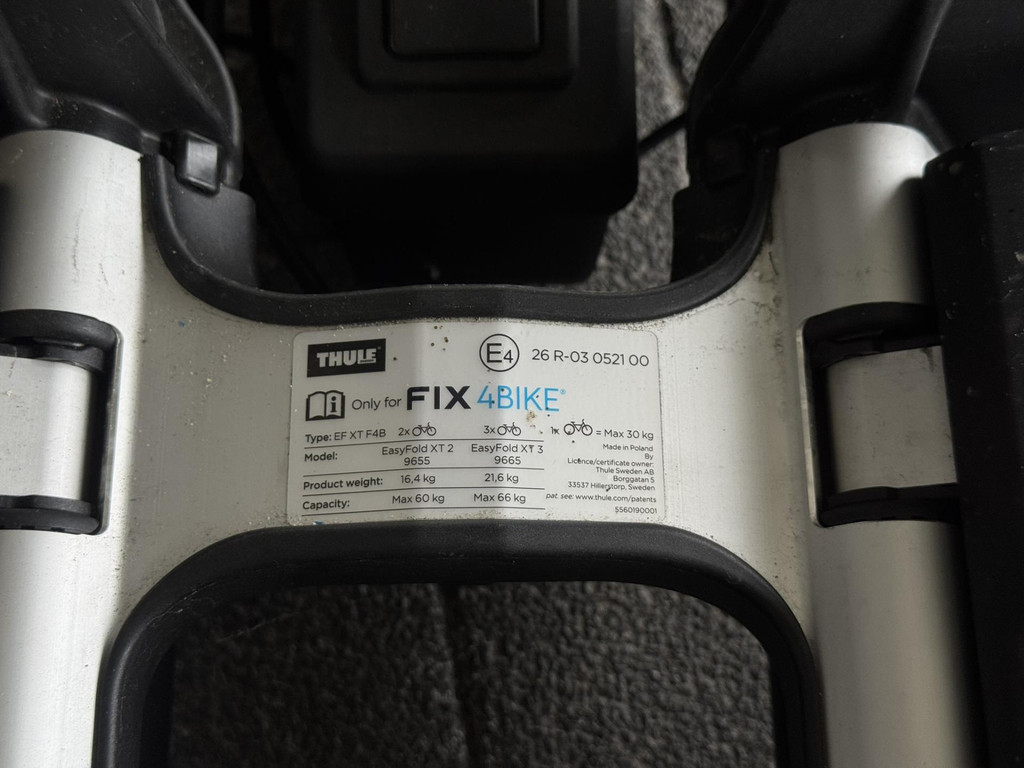 THULE
E4 26 R-03 0521 00
Only for FIX 4BIKE®
Type: EF XT F4B 2x 3x 1x = Max 30 kg
Model: EasyFold XT 2 EasyFold XT 3
9655 9665
Product weight: 16,4 kg 21,6 kg
Capacity: Max 60 kg Max 66 kg
Made in Poland
By
Licence/certificate owner:
Thule Sweden AB
Borggatan 5
33537 Hillerstorp, Sweden
pat. see: www.thule.com/patents
5560190001